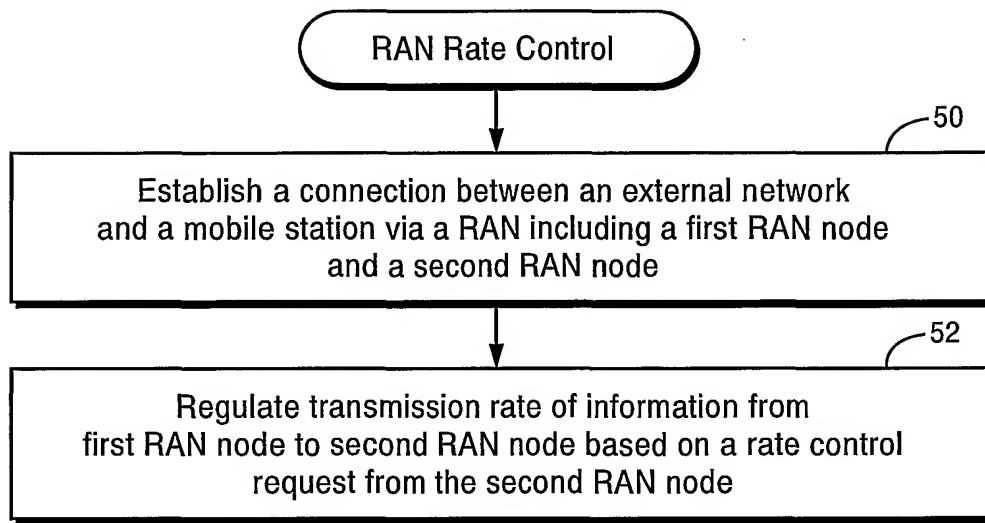 RAN Rate Control
50
Establish a connection between an external network
and a mobile station via a RAN including a first RAN node
and a second RAN node
52
Regulate transmission rate of information from
first RAN node to second RAN node based on a rate control
request from the second RAN node